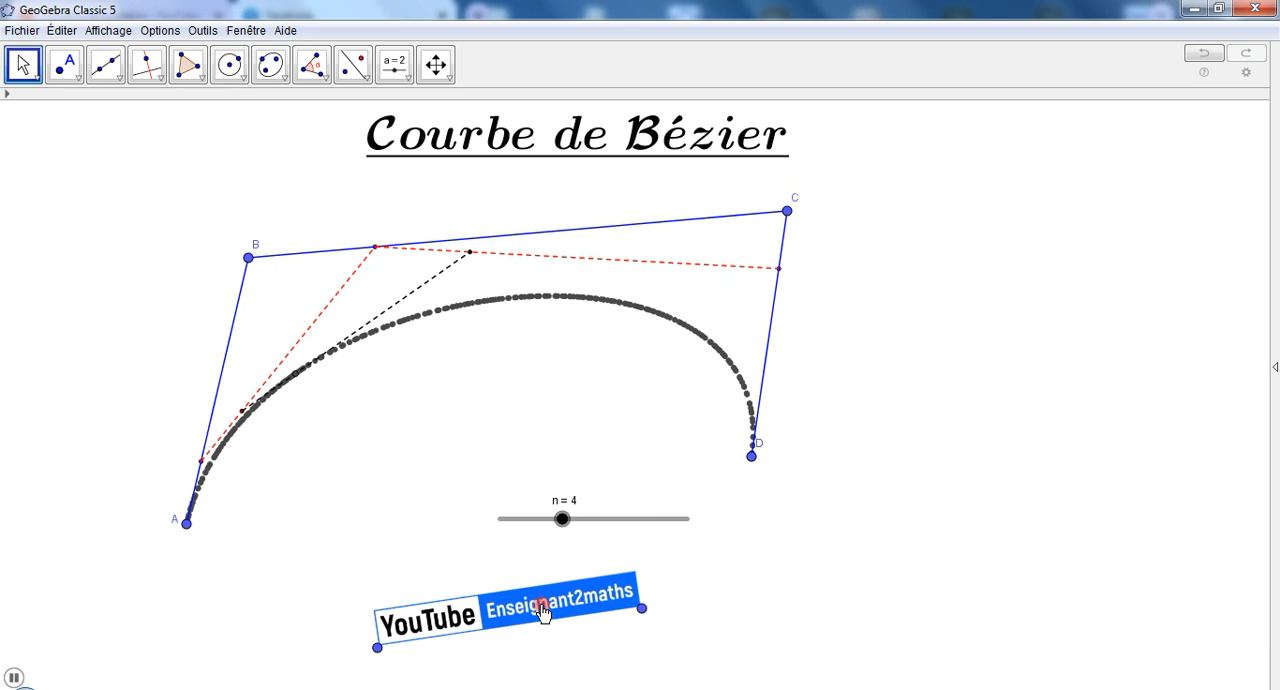 GeoGebra Classic 5
Fichier Éditer Affichage Options Outils Fenêtre Aide
A
a = 2
Courbe de Bézier
C
B
D
n = 4
A
YouTube Enseignant2maths